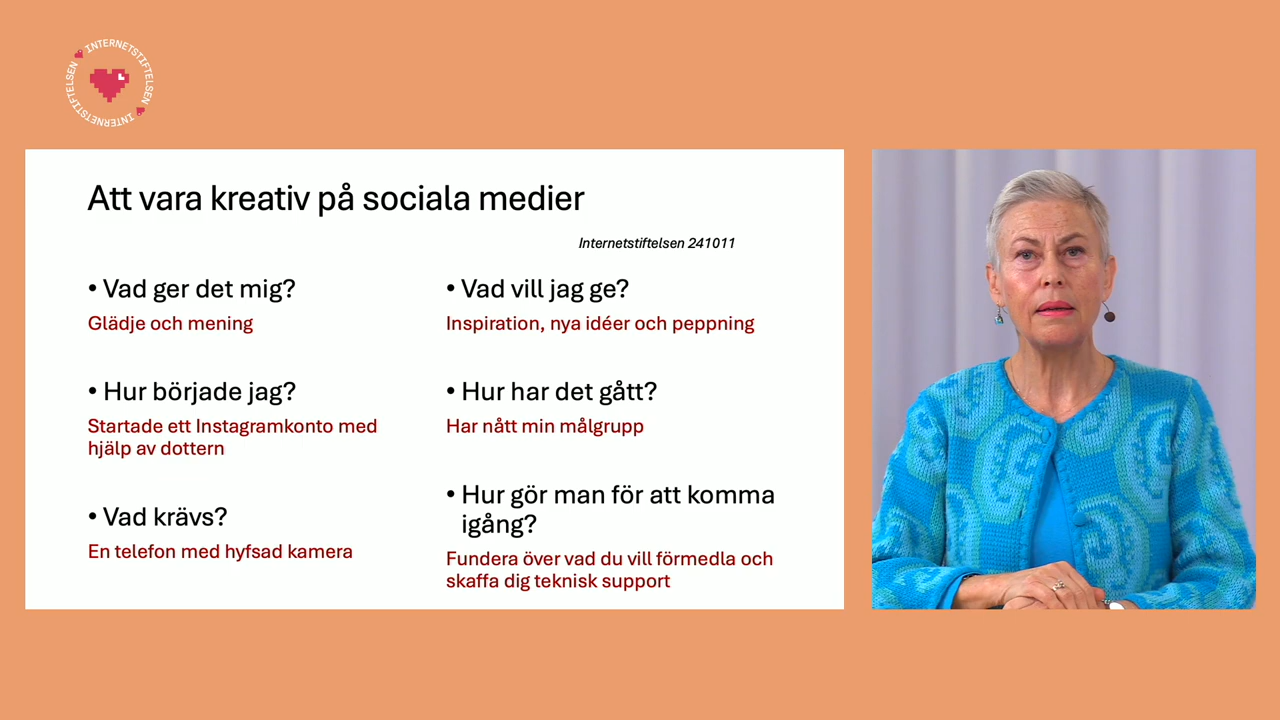 INTERNETSTIFTELSEN
INTERNETSTIFTELSEN
Att vara kreativ på sociala medier
Internetstiftelsen 241011
• Vad ger det mig?
Glädje och mening
• Hur började jag?
Startade ett Instagramkonto med
hjälp av dottern
• Vad krävs?
En telefon med hyfsad kamera
• Vad vill jag ge?
Inspiration, nya idéer och peppning
• Hur har det gått?
Har nått min målgrupp
• Hur gör man för att komma
igång?
Fundera över vad du vill förmedla och
skaffa dig teknisk support